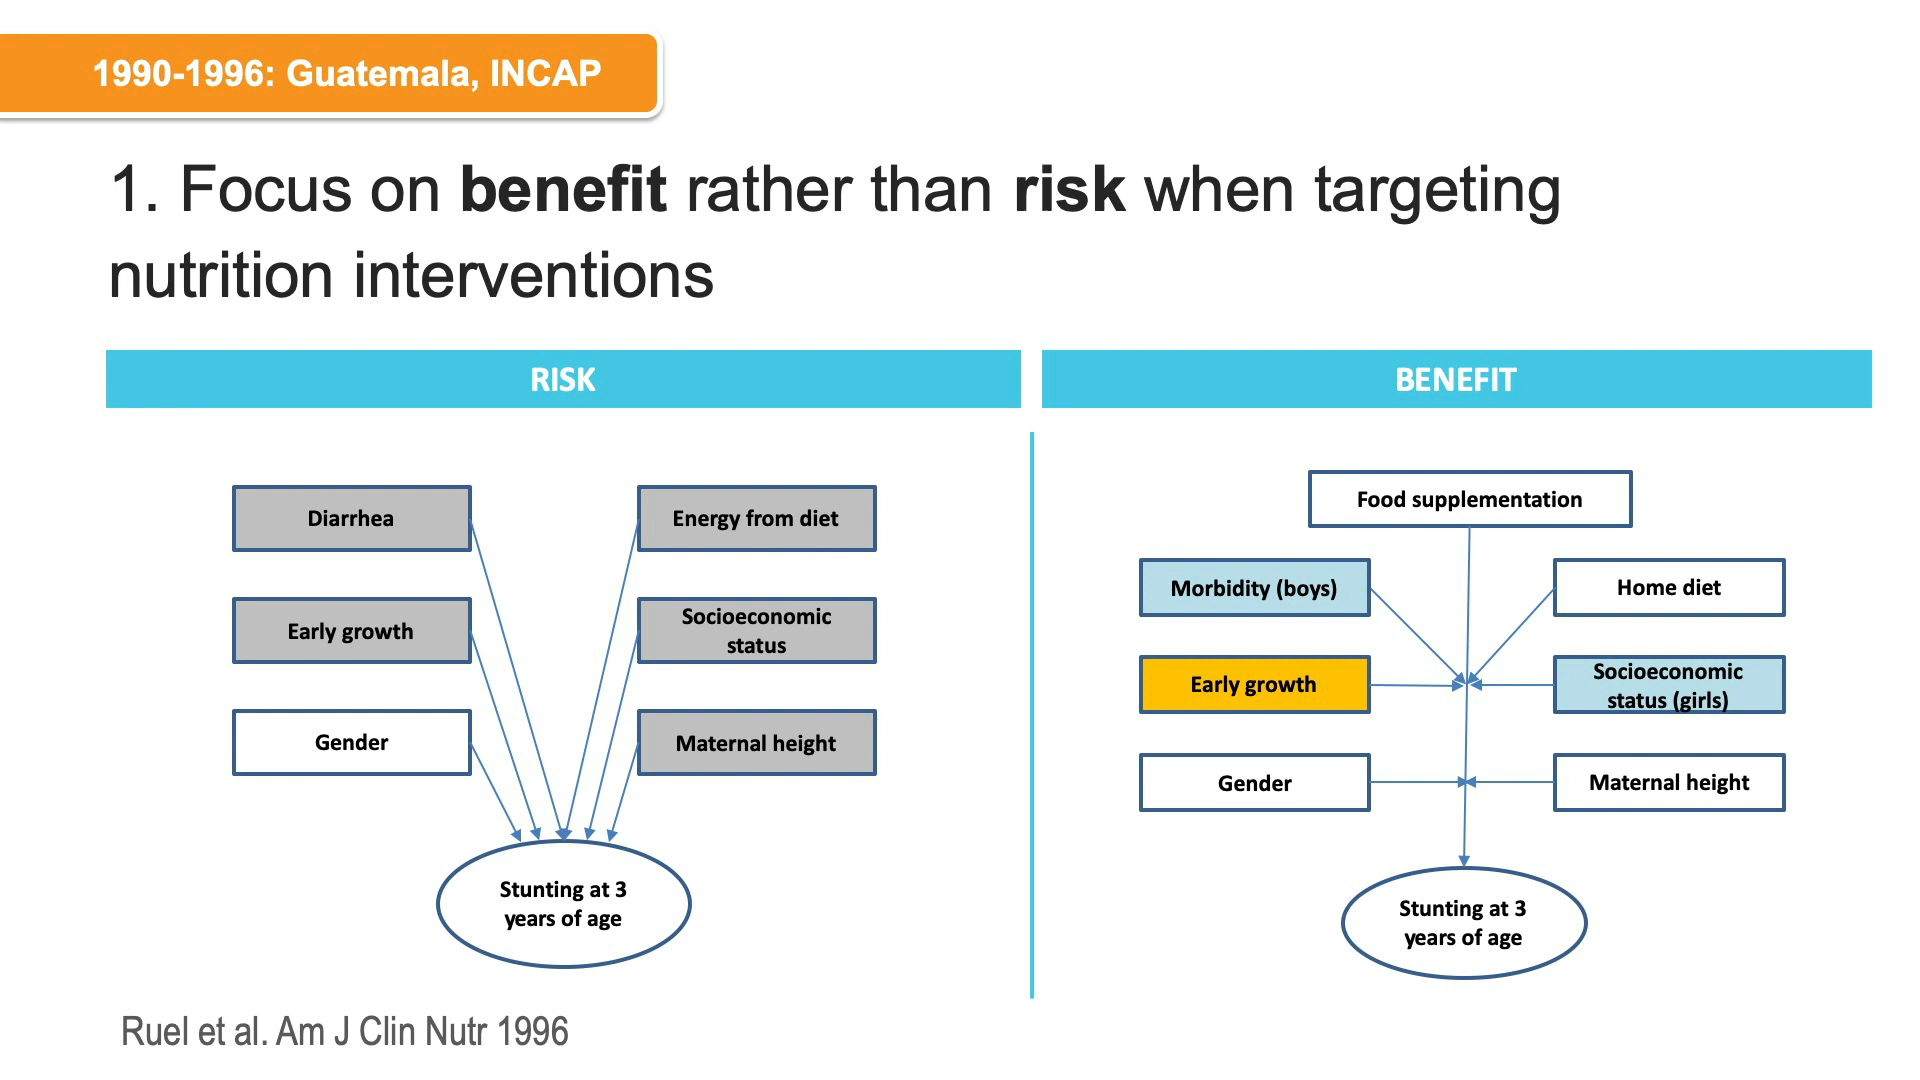 1990-1996: Guatemala, INCAP
1. Focus on benefit rather than risk when targeting
nutrition interventions
RISK
BENEFIT
Diarrhea
Energy from diet
Early growth
Socioeconomic
status
Gender
Maternal height
Stunting at 3
years of age
Food supplementation
Morbidity (boys)
Home diet
Early growth
Socioeconomic
status (girls)
Gender
Maternal height
Stunting at 3
years of age
Ruel et al. Am J Clin Nutr 1996